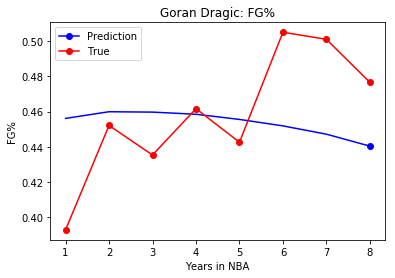 Goran Dragic: FG%
Prediction
True
FG%
0.50
0.48
0.46
0.44
0.42
0.40
1 2 3 4 5 6 7 8
Years in NBA